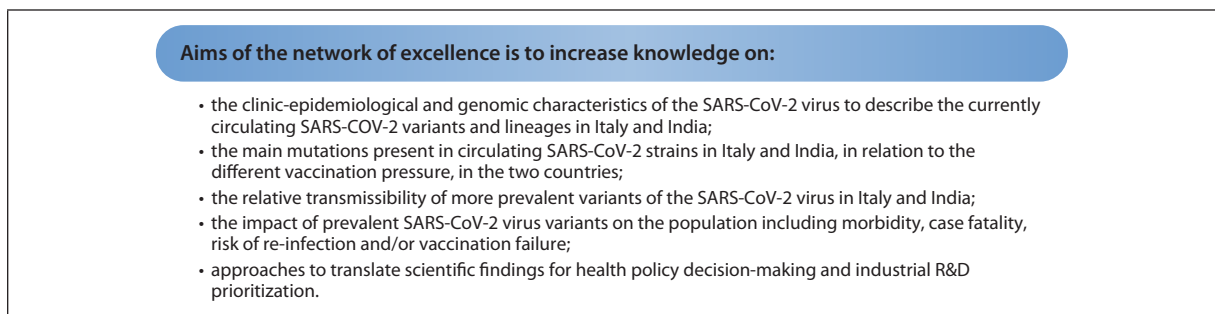 Aims of the network of excellence is to increase knowledge on:
• the clinic-epidemiological and genomic characteristics of the SARS-CoV-2 virus to describe the currently
circulating SARS-COV-2 variants and lineages in Italy and India;
• the main mutations present in circulating SARS-CoV-2 strains in Italy and India, in relation to the
different vaccination pressure, in the two countries;
• the relative transmissibility of more prevalent variants of the SARS-CoV-2 virus in Italy and India;
• the impact of prevalent SARS-CoV-2 virus variants on the population including morbidity, case fatality,
risk of re-infection and/or vaccination failure;
• approaches to translate scientific findings for health policy decision-making and industrial R&D
prioritization.